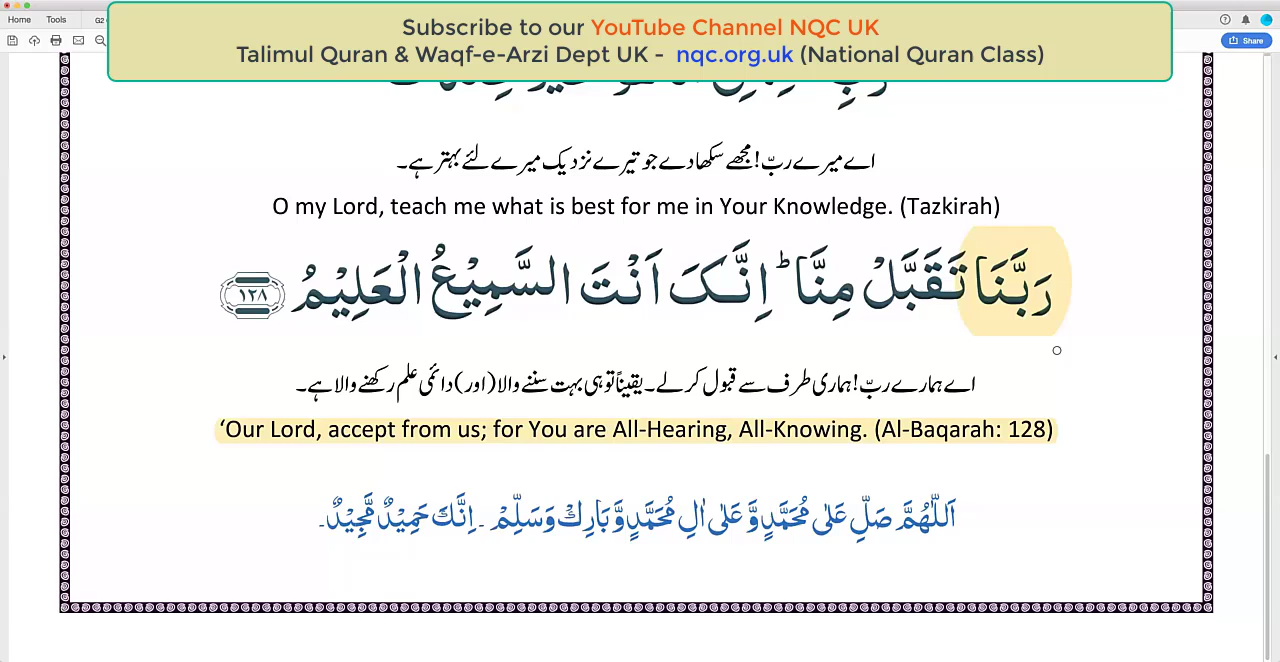 Subscribe to our YouTube Channel NQC UK
Talimul Quran & Waqf-e-Arzi Dept UK - nqc.org.uk (National Quran Class)
Home Tools
Share
اے میرے ربّ! مجھے سکھا دے جو تیرے نزدیک میرے لئے بہتر ہے۔
O my Lord, teach me what is best for me in Your Knowledge. (Tazkirah)
رَبَّنَا تَقَبَّلْ مِنَّا ؕ اِنَّکَ اَنْتَ السَّمِیْعُ الْعَلِیْمُ ﴿۱۲۸﴾
اے ہمارے ربّ! ہماری طرف سے قبول کر لے۔ یقیناً تو ہی بہت سننے والا (اور) دائمی علم رکھنے والا ہے۔
‘Our Lord, accept from us; for You are All-Hearing, All-Knowing. (Al-Baqarah: 128)
اَللّٰهُمَّ صَلِّ عَلٰی مُحَمَّدٍ وَّ عَلٰی اٰلِ مُحَمَّدٍ وَّ بَارِكْ وَسَلِّمْ ۔ اِنَّكَ حَمِیْدٌ مَّجِیْدٌ۔